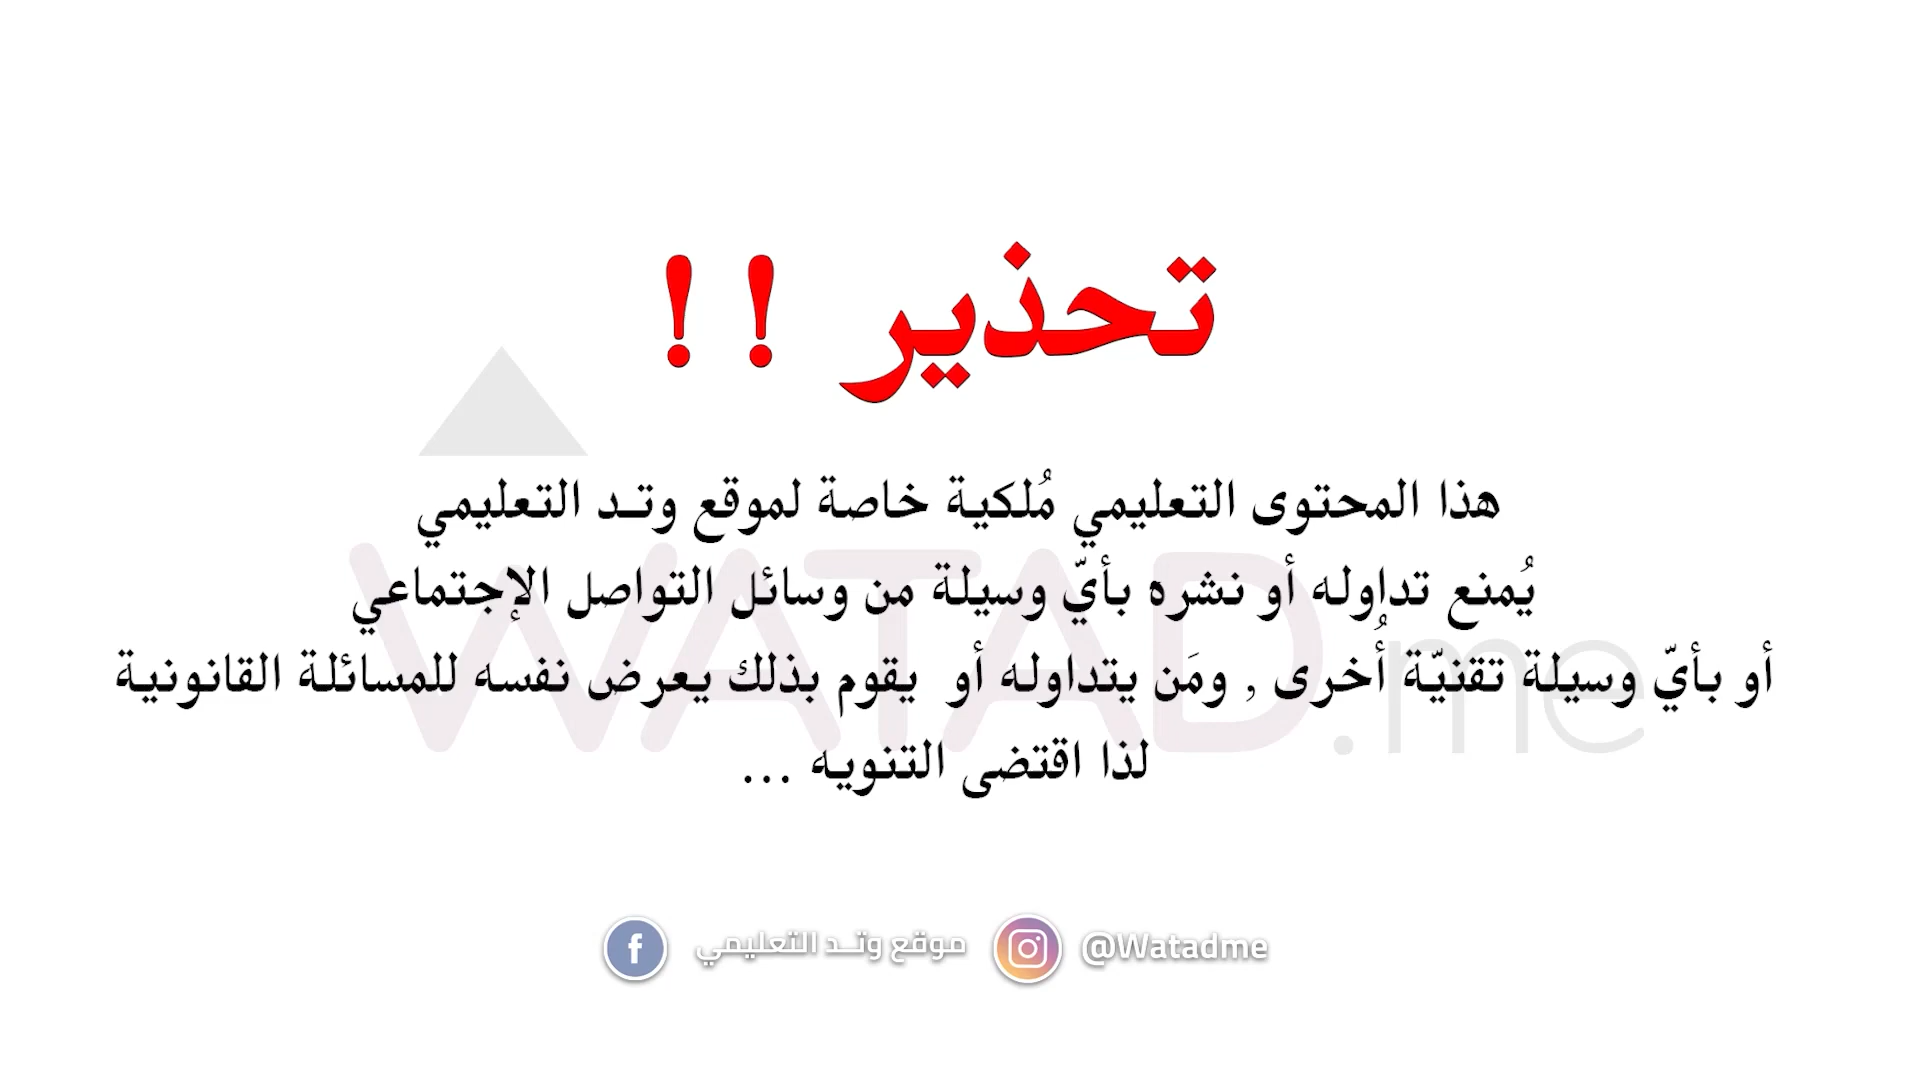 تحذير !!
هذا المحتوى التعليمي مُلكية خاصة لموقع وتـد التعليمي
يُمنع تداوله أو نشره بأيّ وسيلة من وسائل التواصل الإجتماعي
أو بأيّ وسيلة تقنيّة أُخرى , ومَن يتداوله أو يقوم بذلك يعرض نفسه للمسائلة القانونية
لذا اقتضى التنويه ...
WATAD.me
موقع وتـد التعليمي @Watadme